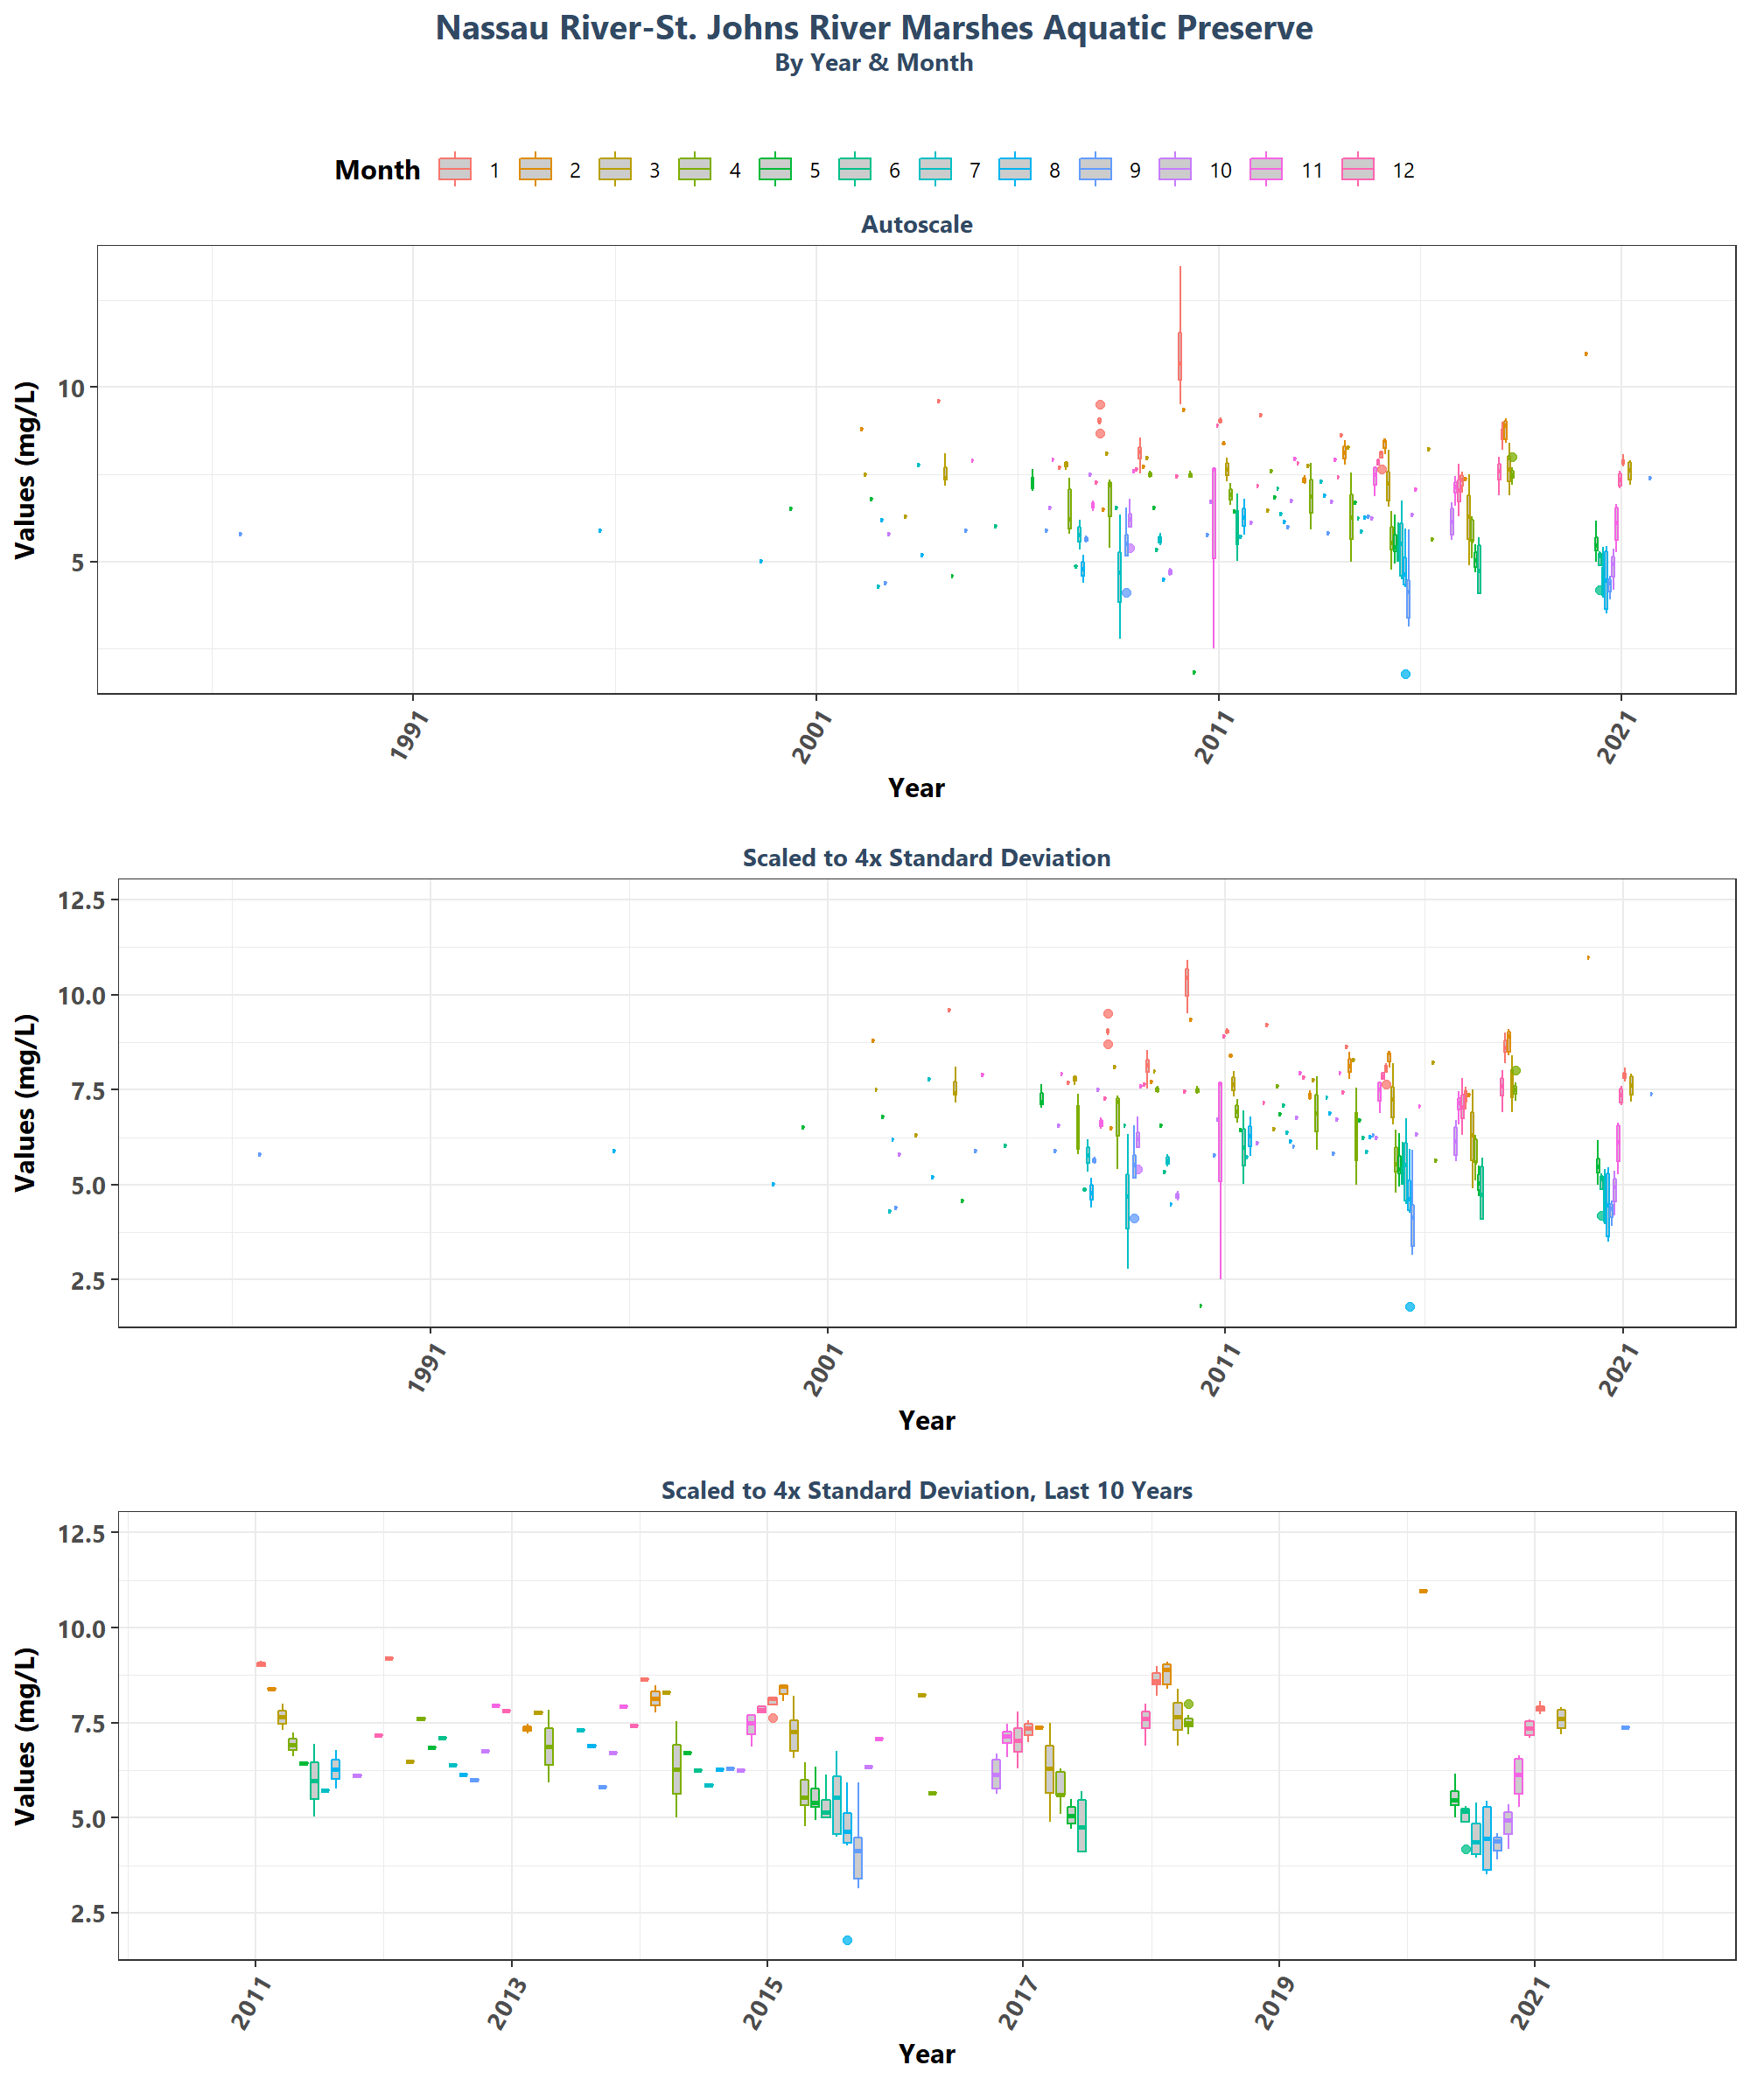 Nassau River-St. Johns River Marshes Aquatic Preserve
By Year & Month
Month 1 2 3 4 5 6 7 8 9 10 11 12
Autoscale
Values (mg/L)
10
5
1991 2001 2011 2021
Year
Scaled to 4x Standard Deviation
Values (mg/L)
12.5
10.0
7.5
5.0
2.5
1991 2001 2011 2021
Year
Scaled to 4x Standard Deviation, Last 10 Years
Values (mg/L)
12.5
10.0
7.5
5.0
2.5
2011 2013 2015 2017 2019 2021
Year